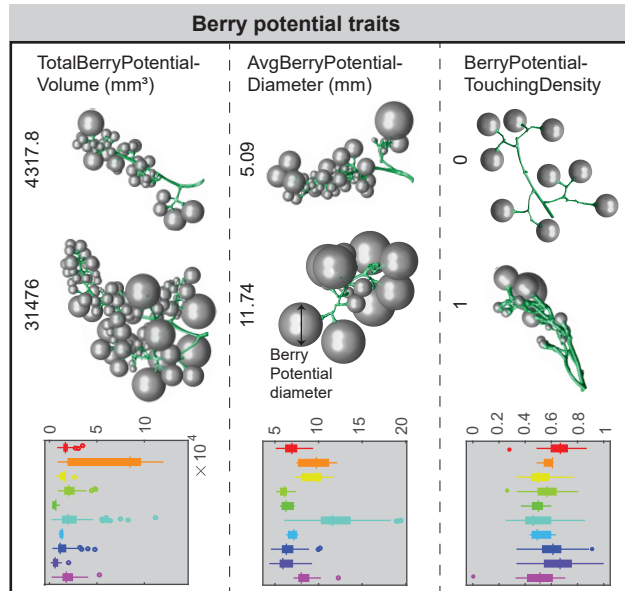 Berry potential traits
TotalBerryPotential-
Volume (mm³)
4317.8
31476
0
5
10
× 10⁴
AvgBerryPotential-
Diameter (mm)
5.09
11.74
Berry
Potential
diameter
5
10
15
20
BerryPotential-
TouchingDensity
0
1
0
0.2
0.4
0.6
0.8
1